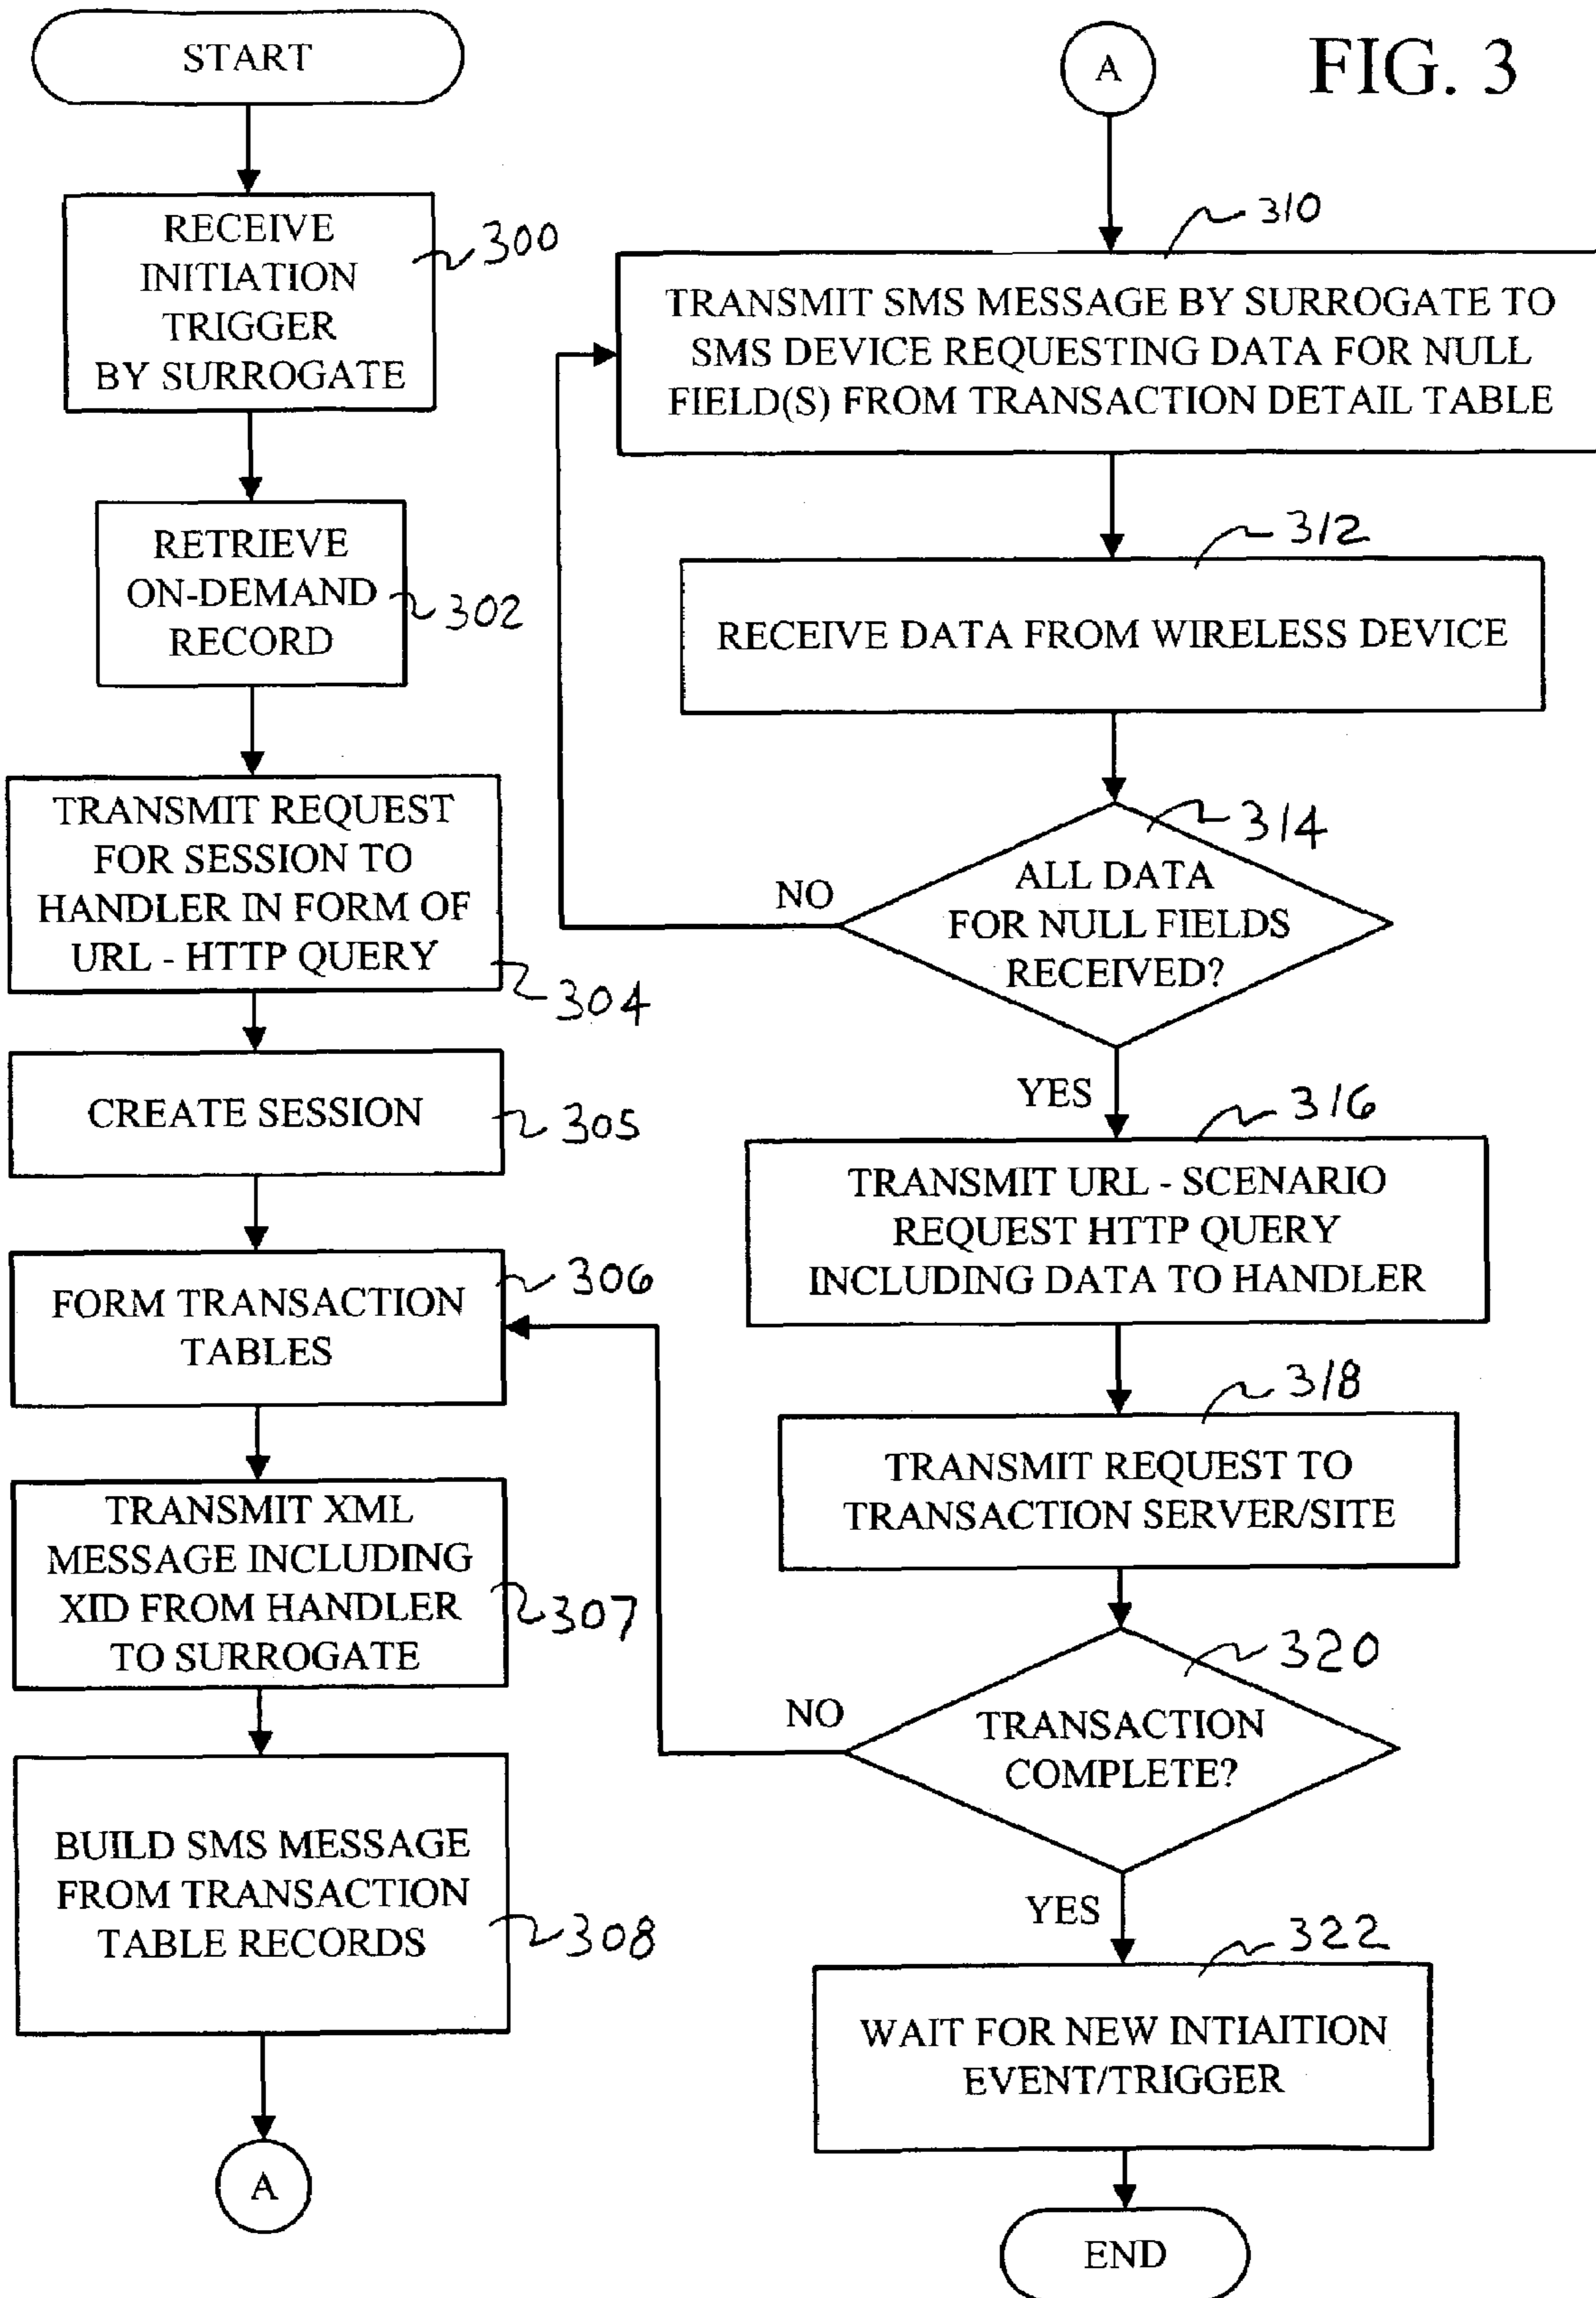 FIG. 3
START
RECEIVE
INITIATION
TRIGGER
BY SURROGATE
300
RETRIEVE
ON-DEMAND
RECORD
302
TRANSMIT REQUEST
FOR SESSION TO
HANDLER IN FORM OF
URL - HTTP QUERY
304
CREATE SESSION
305
FORM TRANSACTION
TABLES
306
TRANSMIT XML
MESSAGE INCLUDING
XID FROM HANDLER
TO SURROGATE
307
BUILD SMS MESSAGE
FROM TRANSACTION
TABLE RECORDS
308
A
A
310
TRANSMIT SMS MESSAGE BY SURROGATE TO
SMS DEVICE REQUESTING DATA FOR NULL
FIELD(S) FROM TRANSACTION DETAIL TABLE
312
RECEIVE DATA FROM WIRELESS DEVICE
314
ALL DATA
FOR NULL FIELDS
RECEIVED?
NO
YES
316
TRANSMIT URL - SCENARIO
REQUEST HTTP QUERY
INCLUDING DATA TO HANDLER
318
TRANSMIT REQUEST TO
TRANSACTION SERVER/SITE
320
TRANSACTION
COMPLETE?
NO
YES
322
WAIT FOR NEW INTIAITION
EVENT/TRIGGER
END